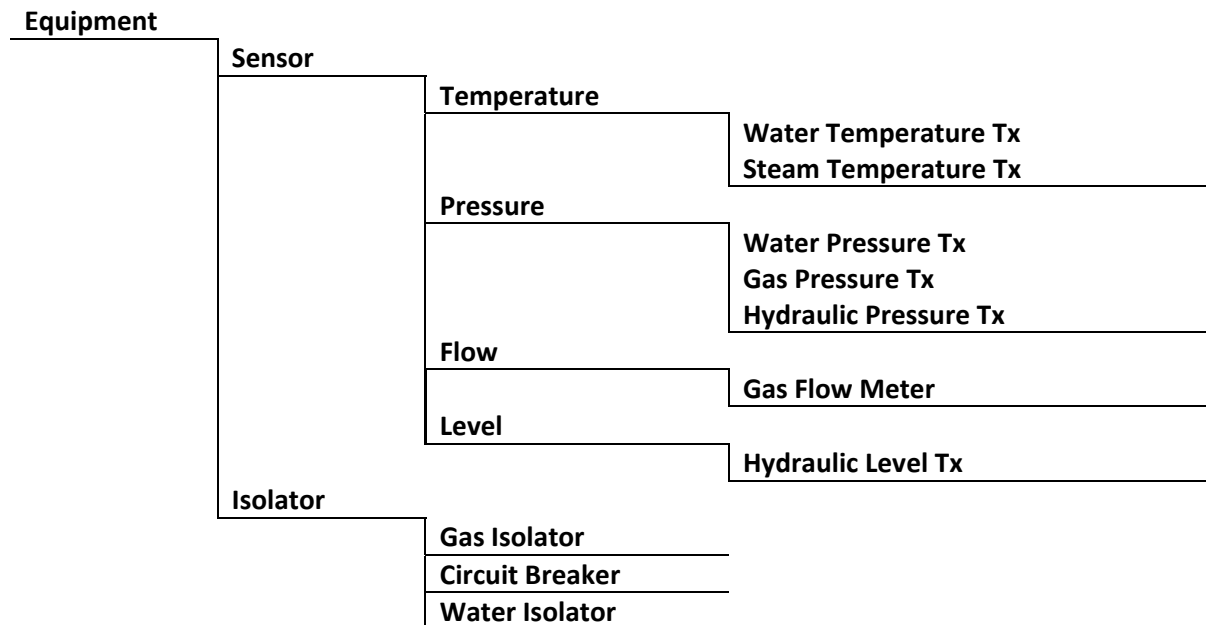 Equipment
Sensor
Temperature
Water Temperature Tx
Steam Temperature Tx
Pressure
Water Pressure Tx
Gas Pressure Tx
Hydraulic Pressure Tx
Flow
Gas Flow Meter
Level
Hydraulic Level Tx
Isolator
Gas Isolator
Circuit Breaker
Water Isolator